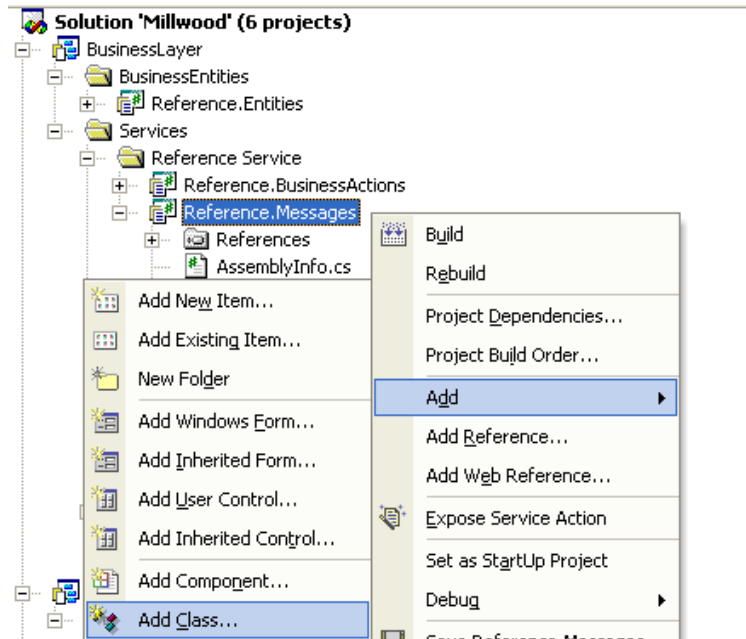 Solution 'Millwood' (6 projects)
BusinessLayer
BusinessEntities
Reference.Entities
Services
Reference Service
Reference.BusinessActions
Reference.Messages
References
AssemblyInfo.cs
Add New Item...
Add Existing Item...
New Folder
Add Windows Form...
Add Inherited Form...
Add User Control...
Add Inherited Control...
Add Component...
Add Class...
Build
Rebuild
Project Dependencies...
Project Build Order...
Add
Add Reference...
Add Web Reference...
Expose Service Action
Set as StartUp Project
Debug
Save Reference.Messages